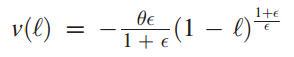 v(ℓ) = − θϵ/(1 + ϵ) (1 − ℓ)^((1+ϵ)/ϵ)